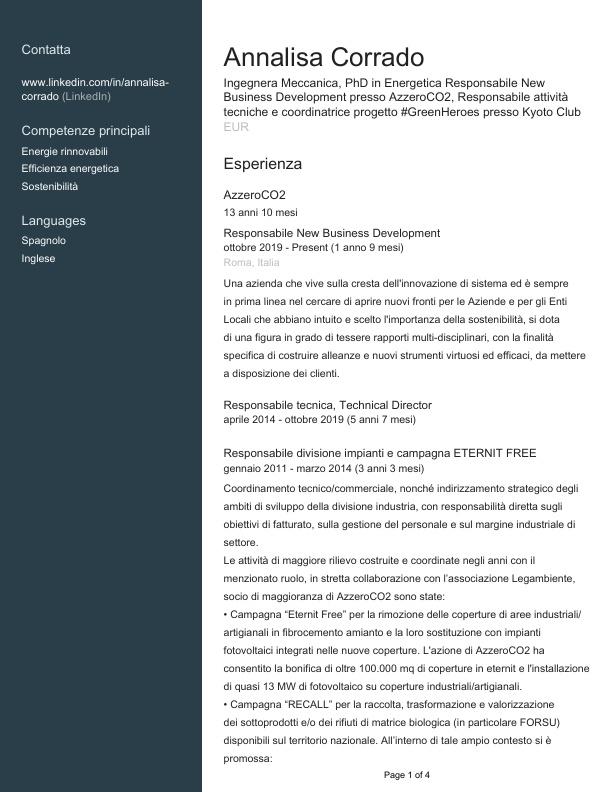 Contatta
www.linkedin.com/in/annalisa-
corrado (LinkedIn)
Competenze principali
Energie rinnovabili
Efficienza energetica
Sostenibilità
Languages
Spagnolo
Inglese
Annalisa Corrado
Ingegnera Meccanica, PhD in Energetica Responsabile New
Business Development presso AzzeroCO2, Responsabile attività
tecniche e coordinatrice progetto #GreenHeroes presso Kyoto Club
EUR
Esperienza
AzzeroCO2
13 anni 10 mesi
Responsabile New Business Development
ottobre 2019 - Present (1 anno 9 mesi)
Roma, Italia
Una azienda che vive sulla cresta dell'innovazione di sistema ed è sempre
in prima linea nel cercare di aprire nuovi fronti per le Aziende e per gli Enti
Locali che abbiano intuito e scelto l'importanza della sostenibilità, si dota
di una figura in grado di tessere rapporti multi-disciplinari, con la finalità
specifica di costruire alleanze e nuovi strumenti virtuosi ed efficaci, da mettere
a disposizione dei clienti.
Responsabile tecnica, Technical Director
aprile 2014 - ottobre 2019 (5 anni 7 mesi)
Responsabile divisione impianti e campagna ETERNIT FREE
gennaio 2011 - marzo 2014 (3 anni 3 mesi)
Coordinamento tecnico/commerciale, nonché indirizzamento strategico degli
ambiti di sviluppo della divisione industria, con responsabilità diretta sugli
obiettivi di fatturato, sulla gestione del personale e sul margine industriale di
settore.
Le attività di maggiore rilievo costruite e coordinate negli anni con il
menzionato ruolo, in stretta collaborazione con l’associazione Legambiente,
socio di maggioranza di AzzeroCO2 sono state:
• Campagna “Eternit Free” per la rimozione delle coperture di aree industriali/
artigianali in fibrocemento amianto e la loro sostituzione con impianti
fotovoltaici integrati nelle nuove coperture. L'azione di AzzeroCO2 ha
consentito la bonifica di oltre 100.000 mq di coperture in eternit e l'installazione
di quasi 13 MW di fotovoltaico su coperture industriali/artigianali.
• Campagna “RECALL” per la raccolta, trasformazione e valorizzazione
dei sottoprodotti e/o dei rifiuti di matrice biologica (in particolare FORSU)
disponibili sul territorio nazionale. All’interno di tale ampio contesto si è
promossa:
Page 1 of 4